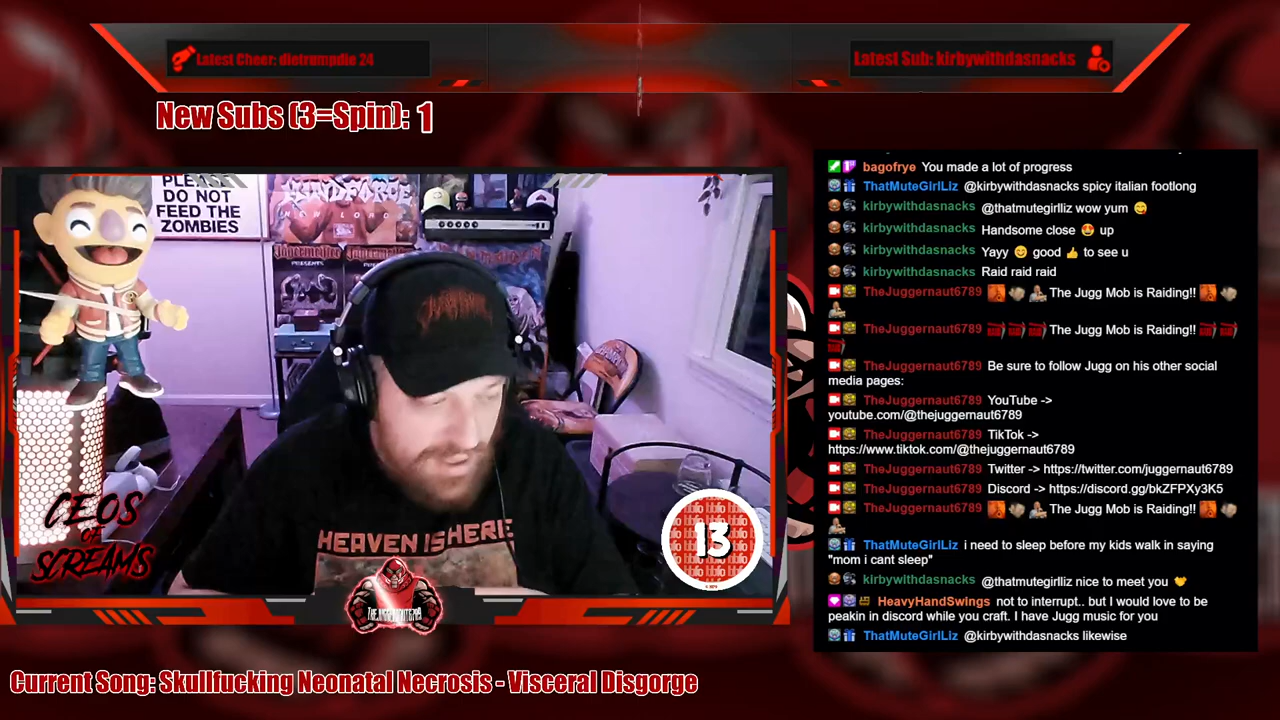 Latest Cheer: dietrumpdie 24
Latest Sub: kirbywithdasnacks
New Subs (3=Spin): 1
PLEASE
DO NOT
FEED THE
ZOMBIES
MINDFORCE
NEW LORD
Jägermeister
PRESENTS
HEAVEN IS HERE
13
CEOS
OF
SCREAMS
bagofrye You made a lot of progress
ThatMuteGirlLiz @kirbywithdasnacks spicy italian footlong
kirbywithdasnacks @thatmutegirlliz wow yum 😋
kirbywithdasnacks Handsome close 😍 up
kirbywithdasnacks Yayy 😊 good 👍 to see u
kirbywithdasnacks Raid raid raid
TheJuggernaut6789 The Jugg Mob is Raiding!!
TheJuggernaut6789 The Jugg Mob is Raiding!!
TheJuggernaut6789 Be sure to follow Jugg on his other social
media pages:
TheJuggernaut6789 YouTube ->
youtube.com/@thejuggernaut6789
TheJuggernaut6789 TikTok ->
https://www.tiktok.com/@thejuggernaut6789
TheJuggernaut6789 Twitter -> https://twitter.com/juggernaut6789
TheJuggernaut6789 Discord -> https://discord.gg/bkZFPXy3K5
TheJuggernaut6789 The Jugg Mob is Raiding!!
ThatMuteGirlLiz i need to sleep before my kids walk in saying
"mom i cant sleep"
kirbywithdasnacks @thatmutegirlliz nice to meet you
HeavyHandSwings not to interrupt.. but I would love to be
peakin in discord while you craft. I have Jugg music for you
ThatMuteGirlLiz @kirbywithdasnacks likewise
Current Song: Skullfucking Neonatal Necrosis - Visceral Disgorge